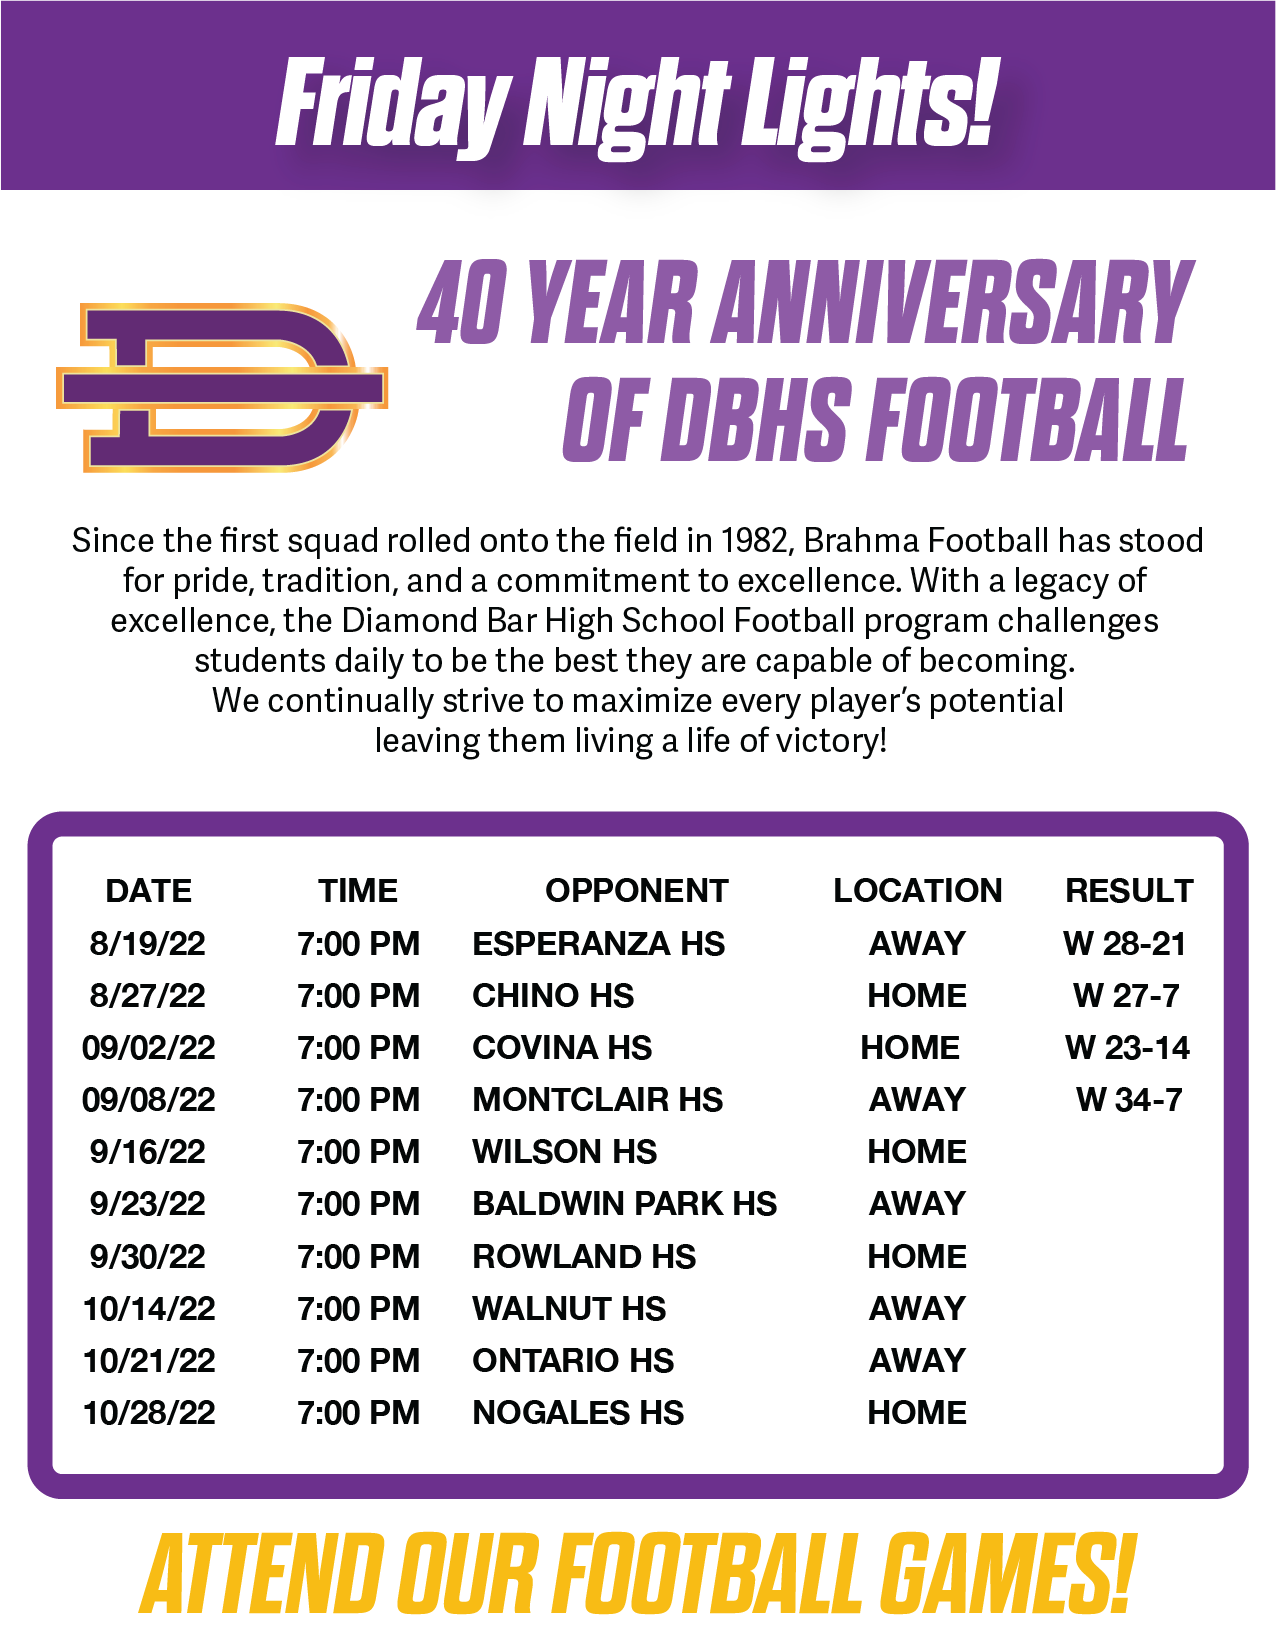 Friday Night Lights!
40 YEAR ANNIVERSARY
OF DBHS FOOTBALL
D
Since the first squad rolled onto the field in 1982, Brahma Football has stood
for pride, tradition, and a commitment to excellence. With a legacy of
excellence, the Diamond Bar High School Football program challenges
students daily to be the best they are capable of becoming.
We continually strive to maximize every player’s potential
leaving them living a life of victory!
DATE TIME OPPONENT LOCATION RESULT
8/19/22 7:00 PM ESPERANZA HS AWAY W 28-21
8/27/22 7:00 PM CHINO HS HOME W 27-7
09/02/22 7:00 PM COVINA HS HOME W 23-14
09/08/22 7:00 PM MONTCLAIR HS AWAY W 34-7
9/16/22 7:00 PM WILSON HS HOME
9/23/22 7:00 PM BALDWIN PARK HS AWAY
9/30/22 7:00 PM ROWLAND HS HOME
10/14/22 7:00 PM WALNUT HS AWAY
10/21/22 7:00 PM ONTARIO HS AWAY
10/28/22 7:00 PM NOGALES HS HOME
ATTEND OUR FOOTBALL GAMES!